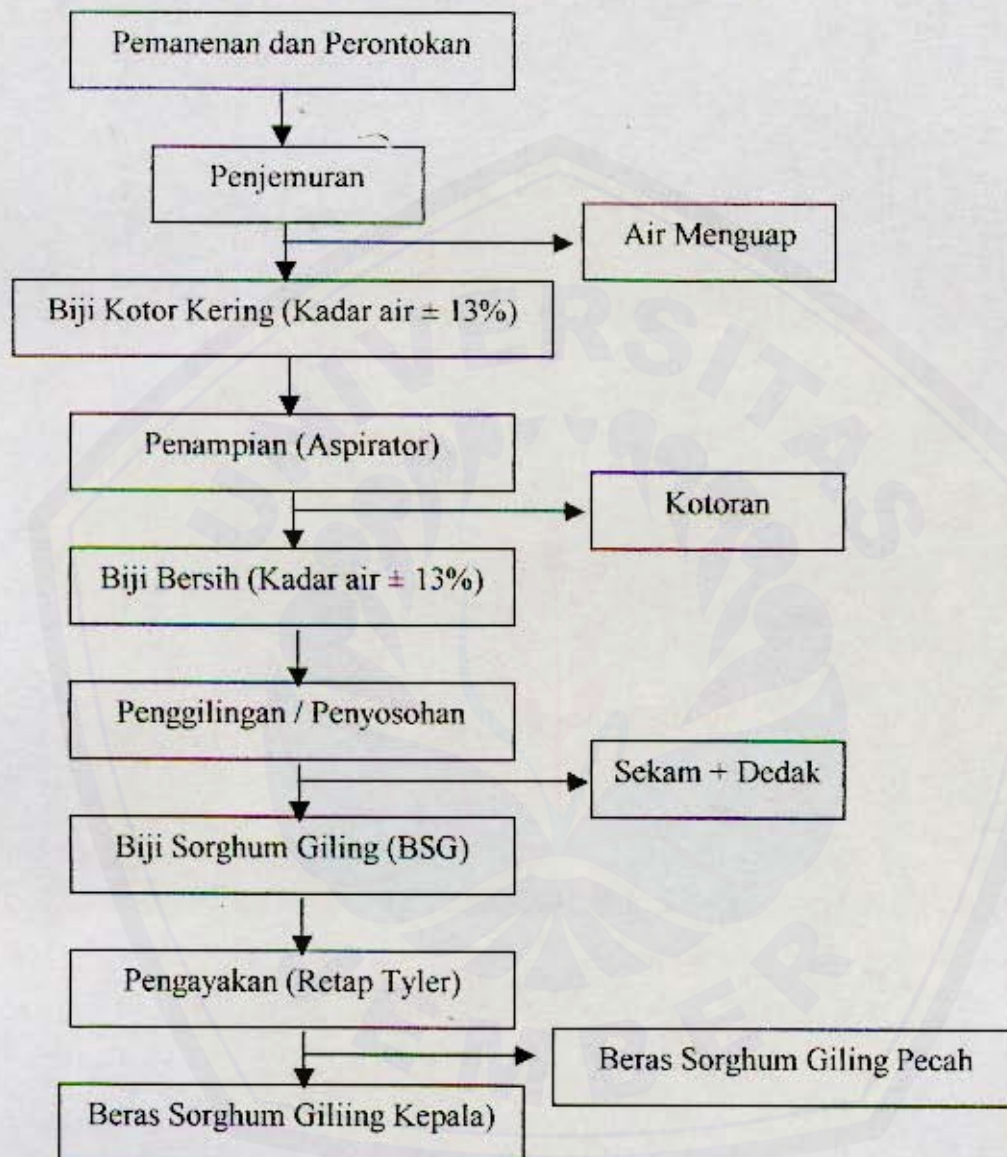 Pemanenan dan Perontokan
Penjemuran
Air Menguap
Biji Kotor Kering (Kadar air ± 13%)
Penampian (Aspirator)
Kotoran
Biji Bersih (Kadar air ± 13%)
Penggilingan / Penyosohan
Sekam + Dedak
Biji Sorghum Giling (BSG)
Pengayakan (Retap Tyler)
Beras Sorghum Giling Pecah
Beras Sorghum Giliing Kepala)
UNIVERSITAS
JEMBER